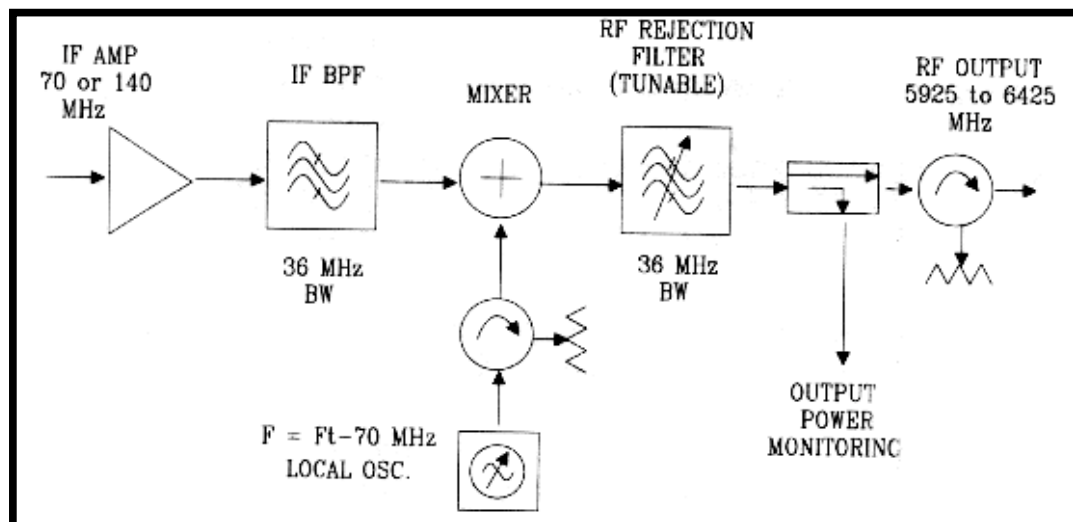 IF AMP
70 or 140
MHz
IF BPF
MIXER
RF REJECTION
FILTER
(TUNABLE)
RF OUTPUT
5925 to 6425
MHz
36 MHz
BW
36 MHz
BW
F = Ft-70 MHz
LOCAL OSC.
OUTPUT
POWER
MONITORING